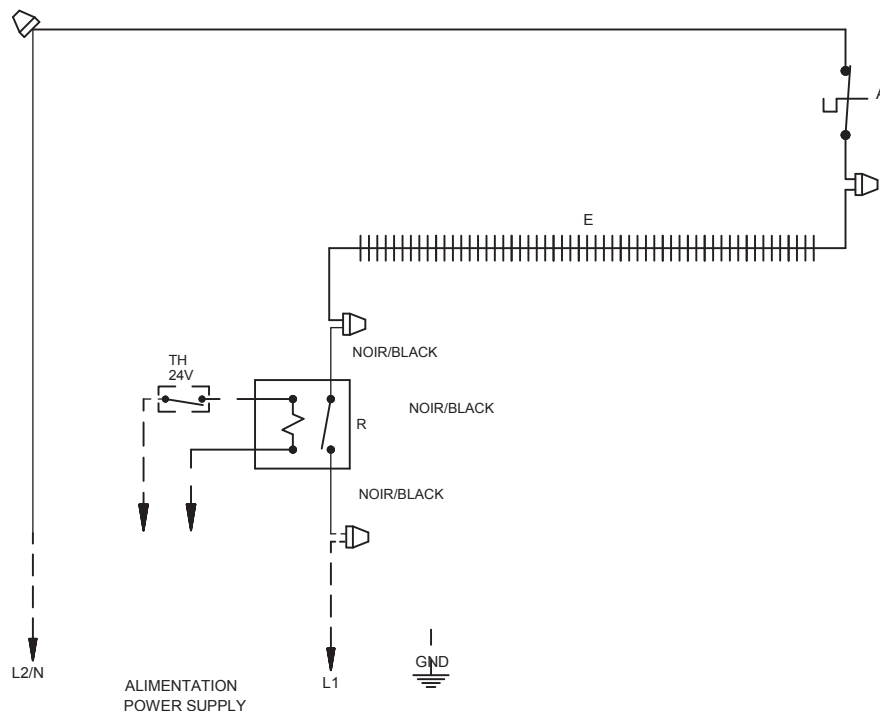 A
E
NOIR/BLACK
TH
24V
NOIR/BLACK
R
NOIR/BLACK
GND
L2/N
L1
ALIMENTATION
POWER SUPPLY